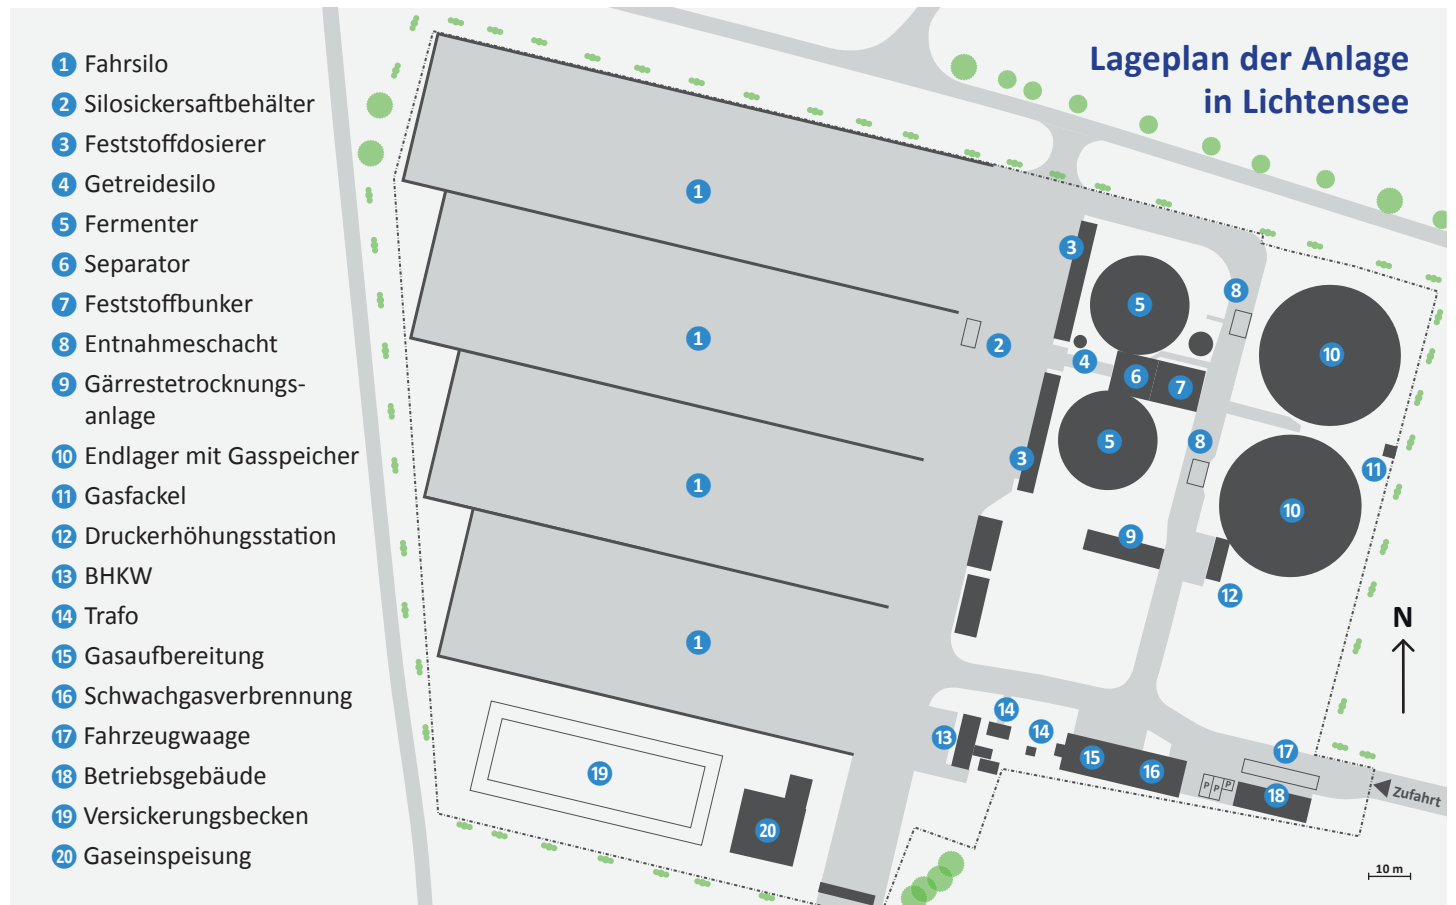 Lageplan der Anlage
in Lichtensee
1 Fahrsilo
2 Silosickersaftbehälter
3 Feststoffdosierer
4 Getreidesilo
5 Fermenter
6 Separator
7 Feststoffbunker
8 Entnahmeschacht
9 Gärrestetrocknungs-
anlage
10 Endlager mit Gasspeicher
11 Gasfackel
12 Druckerhöhungsstation
13 BHKW
14 Trafo
15 Gasaufbereitung
16 Schwachgasverbrennung
17 Fahrzeugwaage
18 Betriebsgebäude
19 Versickerungsbecken
20 Gaseinspeisung
1
3
8
5
1
2
10
4
6
7
5
8
3
11
1
10
9
12
N
1
14
14
13
17
15
16
19
P P P
18
Zufahrt
20
10 m